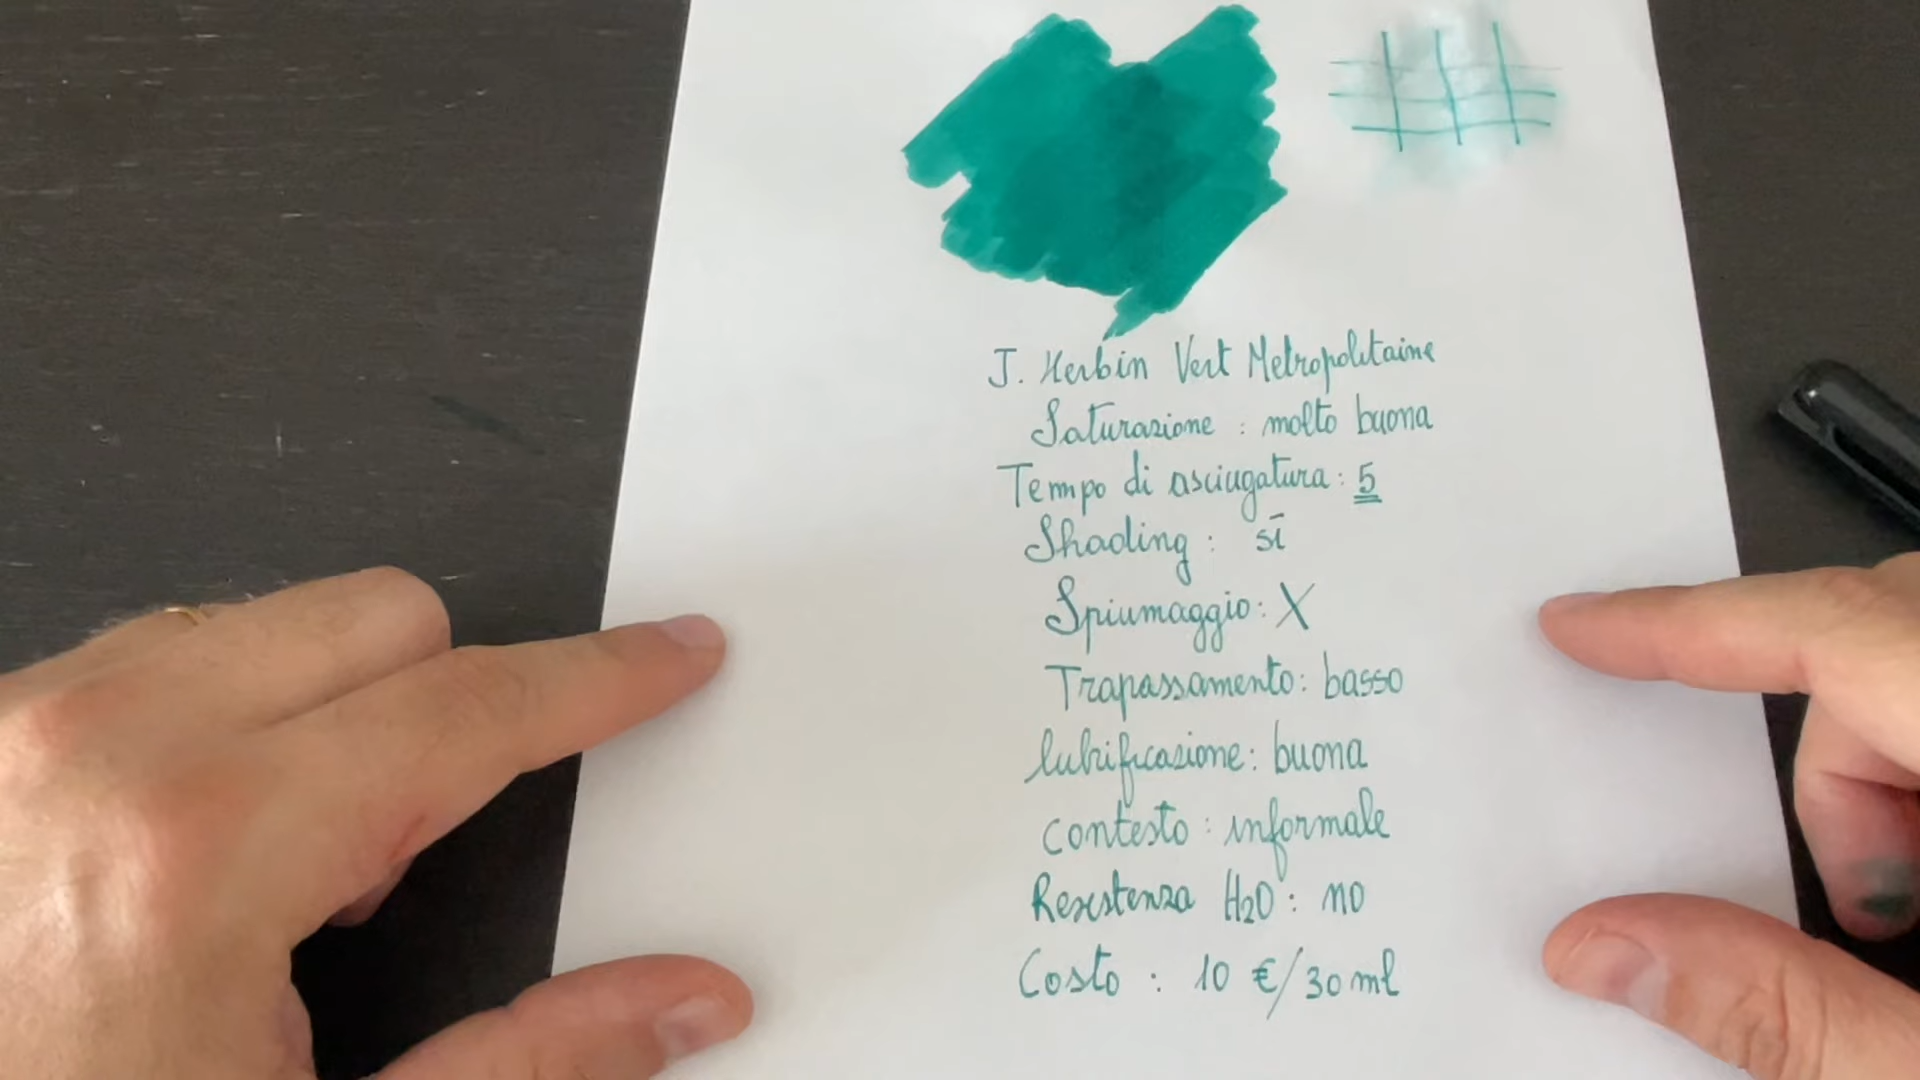 J. Herbin Vert Metropolitaine
Saturazione : molto buona
Tempo di asciugatura: 5
Shading : sī
Spiumaggio: X
Trapassamento: basso
lubrificazione: buona
contesto : informale
Resistenza H2O : no
Costo : 10 €/30 ml